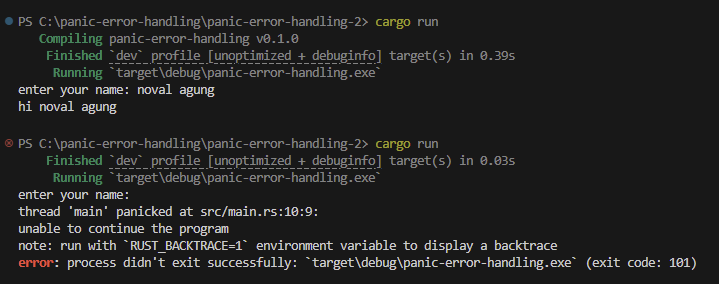 PS C:\panic-error-handling\panic-error-handling-2> cargo run
Compiling panic-error-handling v0.1.0
Finished `dev` profile [unoptimized + debuginfo] target(s) in 0.39s
Running `target\debug\panic-error-handling.exe`
enter your name: noval agung
hi noval agung
PS C:\panic-error-handling\panic-error-handling-2> cargo run
Finished `dev` profile [unoptimized + debuginfo] target(s) in 0.03s
Running `target\debug\panic-error-handling.exe`
enter your name:
thread 'main' panicked at src/main.rs:10:9:
unable to continue the program
note: run with `RUST_BACKTRACE=1` environment variable to display a backtrace
error: process didn't exit successfully: `target\debug\panic-error-handling.exe` (exit code: 101)